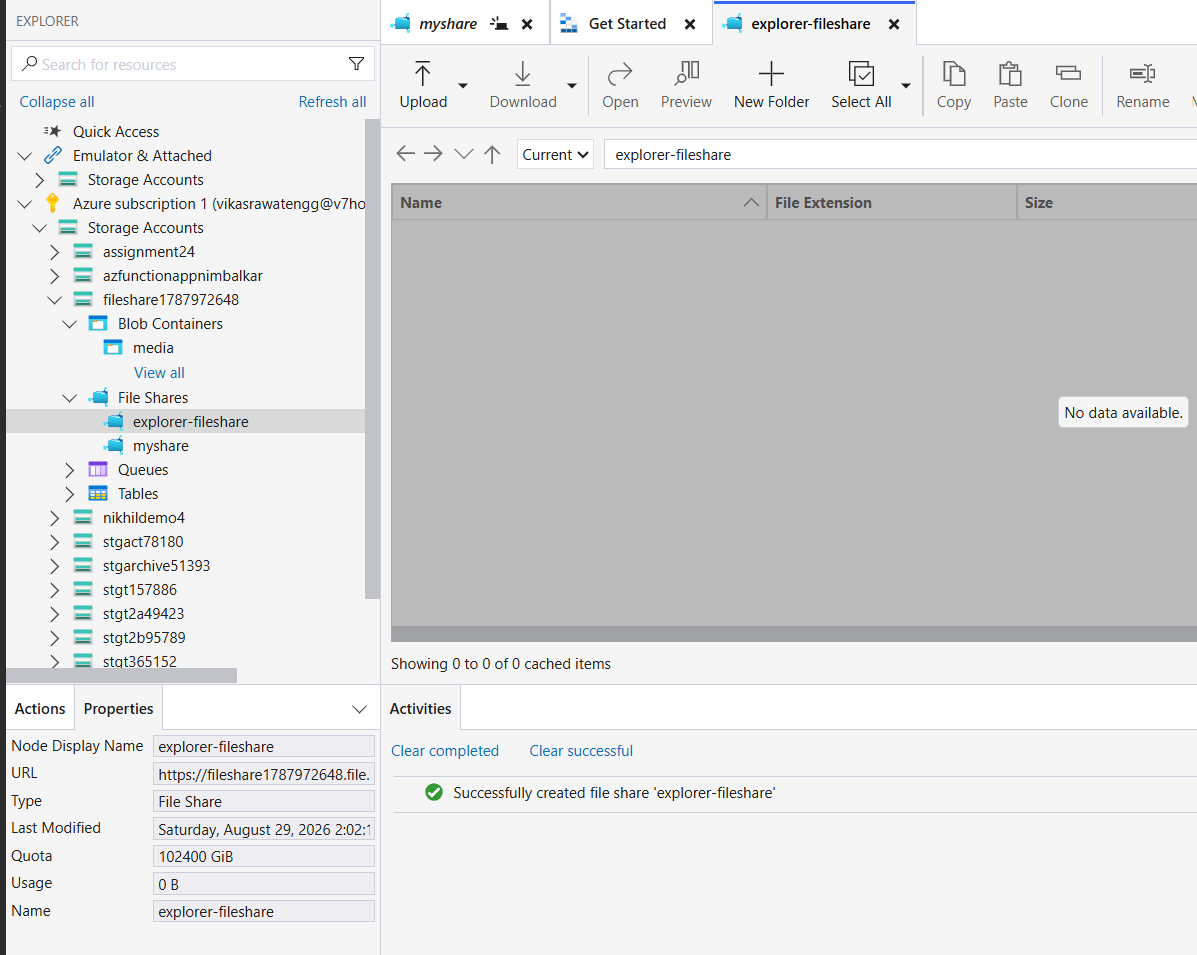 EXPLORER
Search for resources
Collapse all Refresh all
Quick Access
Emulator & Attached
Storage Accounts
Azure subscription 1 (vikasrawatengg@v7ho
Storage Accounts
assignment24
azfunctionappnimbalkar
fileshare1787972648
Blob Containers
media
View all
File Shares
explorer-fileshare
myshare
Queues
Tables
nikhildemo4
stgact78180
stgarchive51393
stgt157886
stgt2a49423
stgt2b95789
stgt365152
Actions Properties
Node Display Name explorer-fileshare
URL https://fileshare1787972648.file.
Type File Share
Last Modified Saturday, August 29, 2026 2:02:1
Quota 102400 GiB
Usage 0 B
Name explorer-fileshare
myshare Get Started explorer-fileshare
Upload Download Open Preview New Folder Select All Copy Paste Clone Rename
Current explorer-fileshare
Name File Extension Size
No data available.
Showing 0 to 0 of 0 cached items
Activities
Clear completed Clear successful
Successfully created file share 'explorer-fileshare'